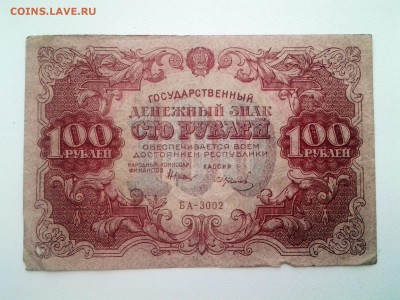 COINS.LAVE.RU
ГОСУДАРСТВЕННЫЙ
ДЕНЕЖНЫЙ ЗНАК
СТО РУБЛЕЙ
100 РУБЛЕЙ
100 РУБЛЕЙ
ОБЕСПЕЧИВАЕТСЯ ВСЕМ
ДОСТОЯНИЕМ РЕСПУБЛИКИ
НАРОДНЫЙ КОМИССАР
ФИНАНСОВ
КАССИР
БА-3002